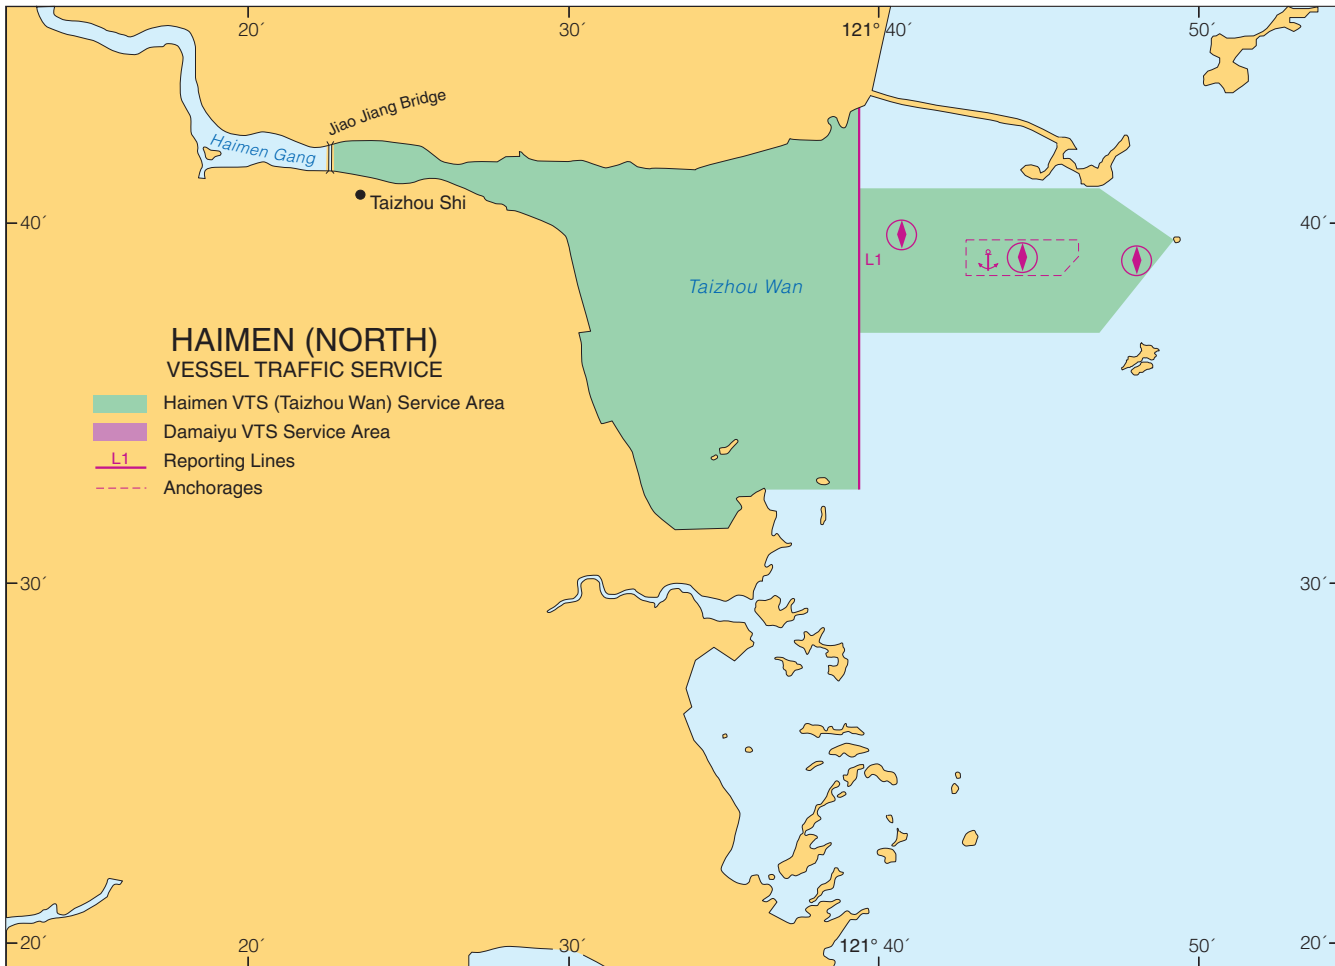 20´ 30´ 121° 40´ 50´
Jiao Jiang Bridge
Haimen Gang
Taizhou Shi
40´ 40´
L1
Taizhou Wan
HAIMEN (NORTH)
VESSEL TRAFFIC SERVICE
Haimen VTS (Taizhou Wan) Service Area
Damaiyu VTS Service Area
L1 Reporting Lines
Anchorages
30´ 30´
20´ 20´
20´ 30´ 121° 40´ 50´